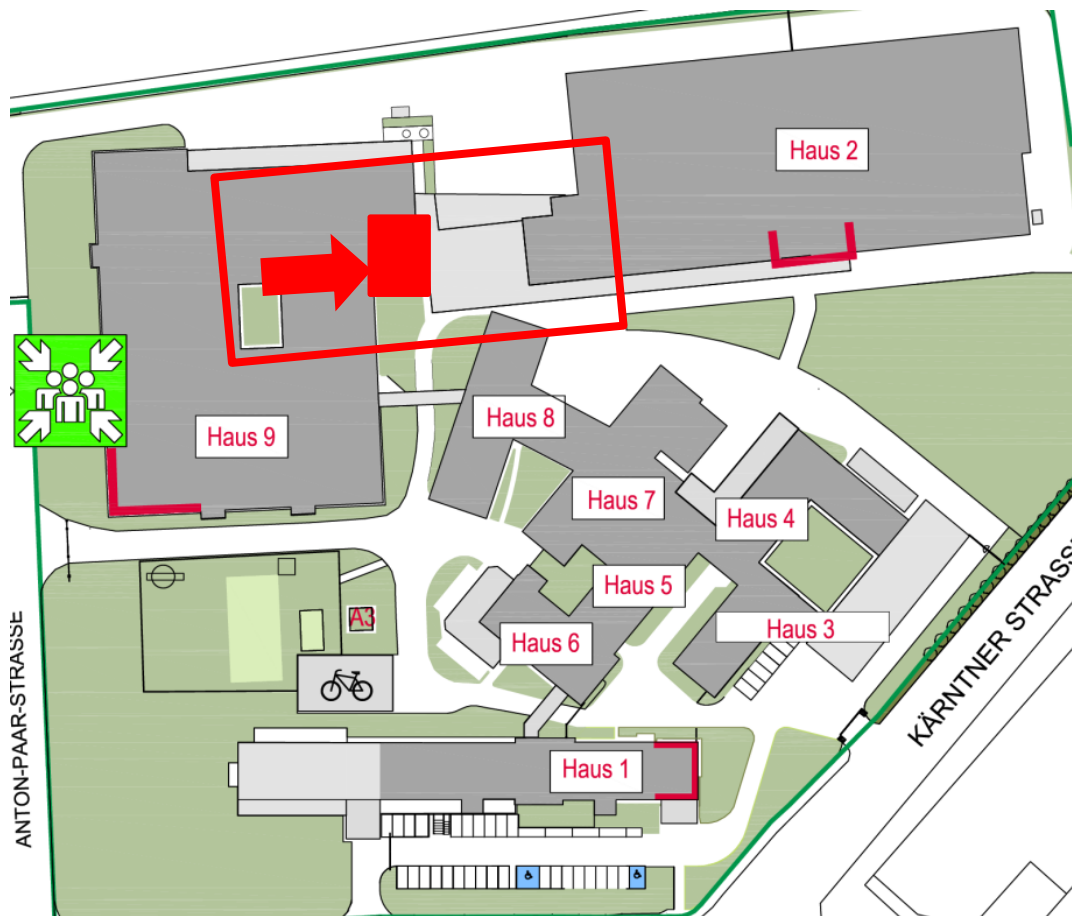 Haus 2
Haus 8
Haus 9
Haus 7
Haus 4
Haus 5
A3
Haus 6
Haus 3
KÄRNTNER STRASSE
ANTON-PAAR-STRASSE
Haus 1